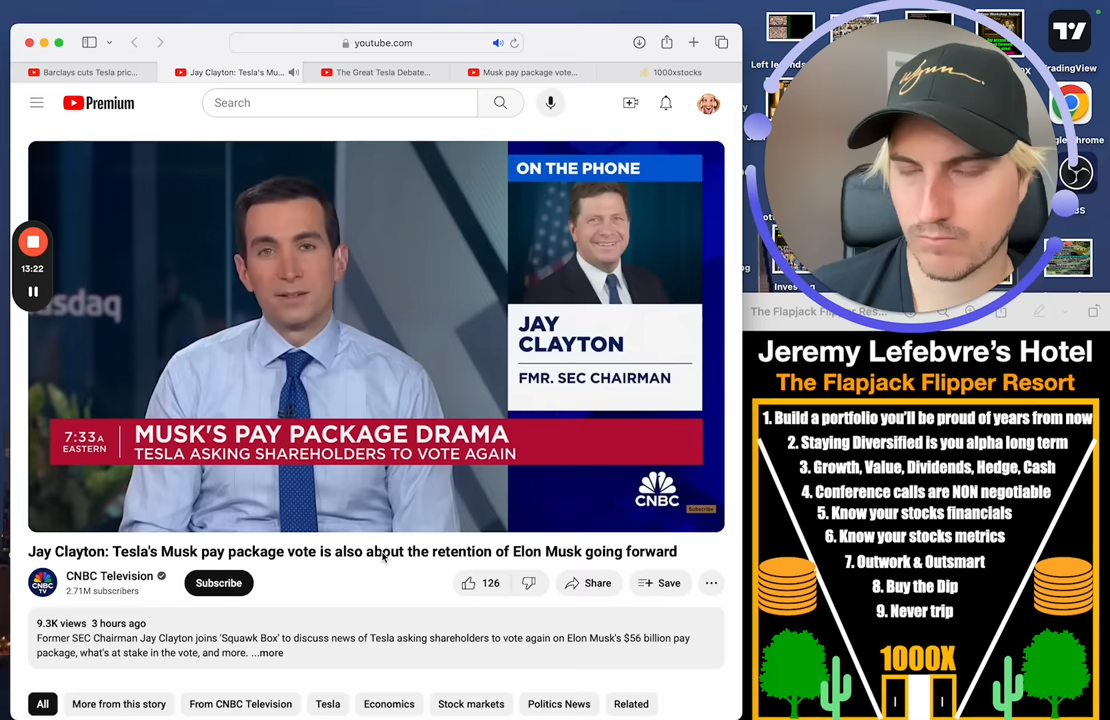 youtube.com
Barclays cuts Tesla pric...
Jay Clayton: Tesla's Mu...
The Great Tesla Debate...
Musk pay package vote...
1000xstocks
Premium
Search
ON THE PHONE
JAY
CLAYTON
FMR. SEC CHAIRMAN
7:33A
EASTERN
MUSK'S PAY PACKAGE DRAMA
TESLA ASKING SHAREHOLDERS TO VOTE AGAIN
CNBC
Subscribe
13:22
Jay Clayton: Tesla's Musk pay package vote is also about the retention of Elon Musk going forward
CNBC Television
2.71M subscribers
Subscribe
126
Share
Save
9.3K views 3 hours ago
Former SEC Chairman Jay Clayton joins 'Squawk Box' to discuss news of Tesla asking shareholders to vote again on Elon Musk's $56 billion pay
package, what's at stake in the vote, and more. ...more
All
More from this story
From CNBC Television
Tesla
Economics
Stock markets
Politics News
Related
The Flapjack Flipper Res...
Jeremy Lefebvre's Hotel
The Flapjack Flipper Resort
1. Build a portfolio you'll be proud of years from now
2. Staying Diversified is you alpha long term
3. Growth, Value, Dividends, Hedge, Cash
4. Conference calls are NON negotiable
5. Know your stocks financials
6. Know your stocks metrics
7. Outwork & Outsmart
8. Buy the Dip
9. Never trip
1000X